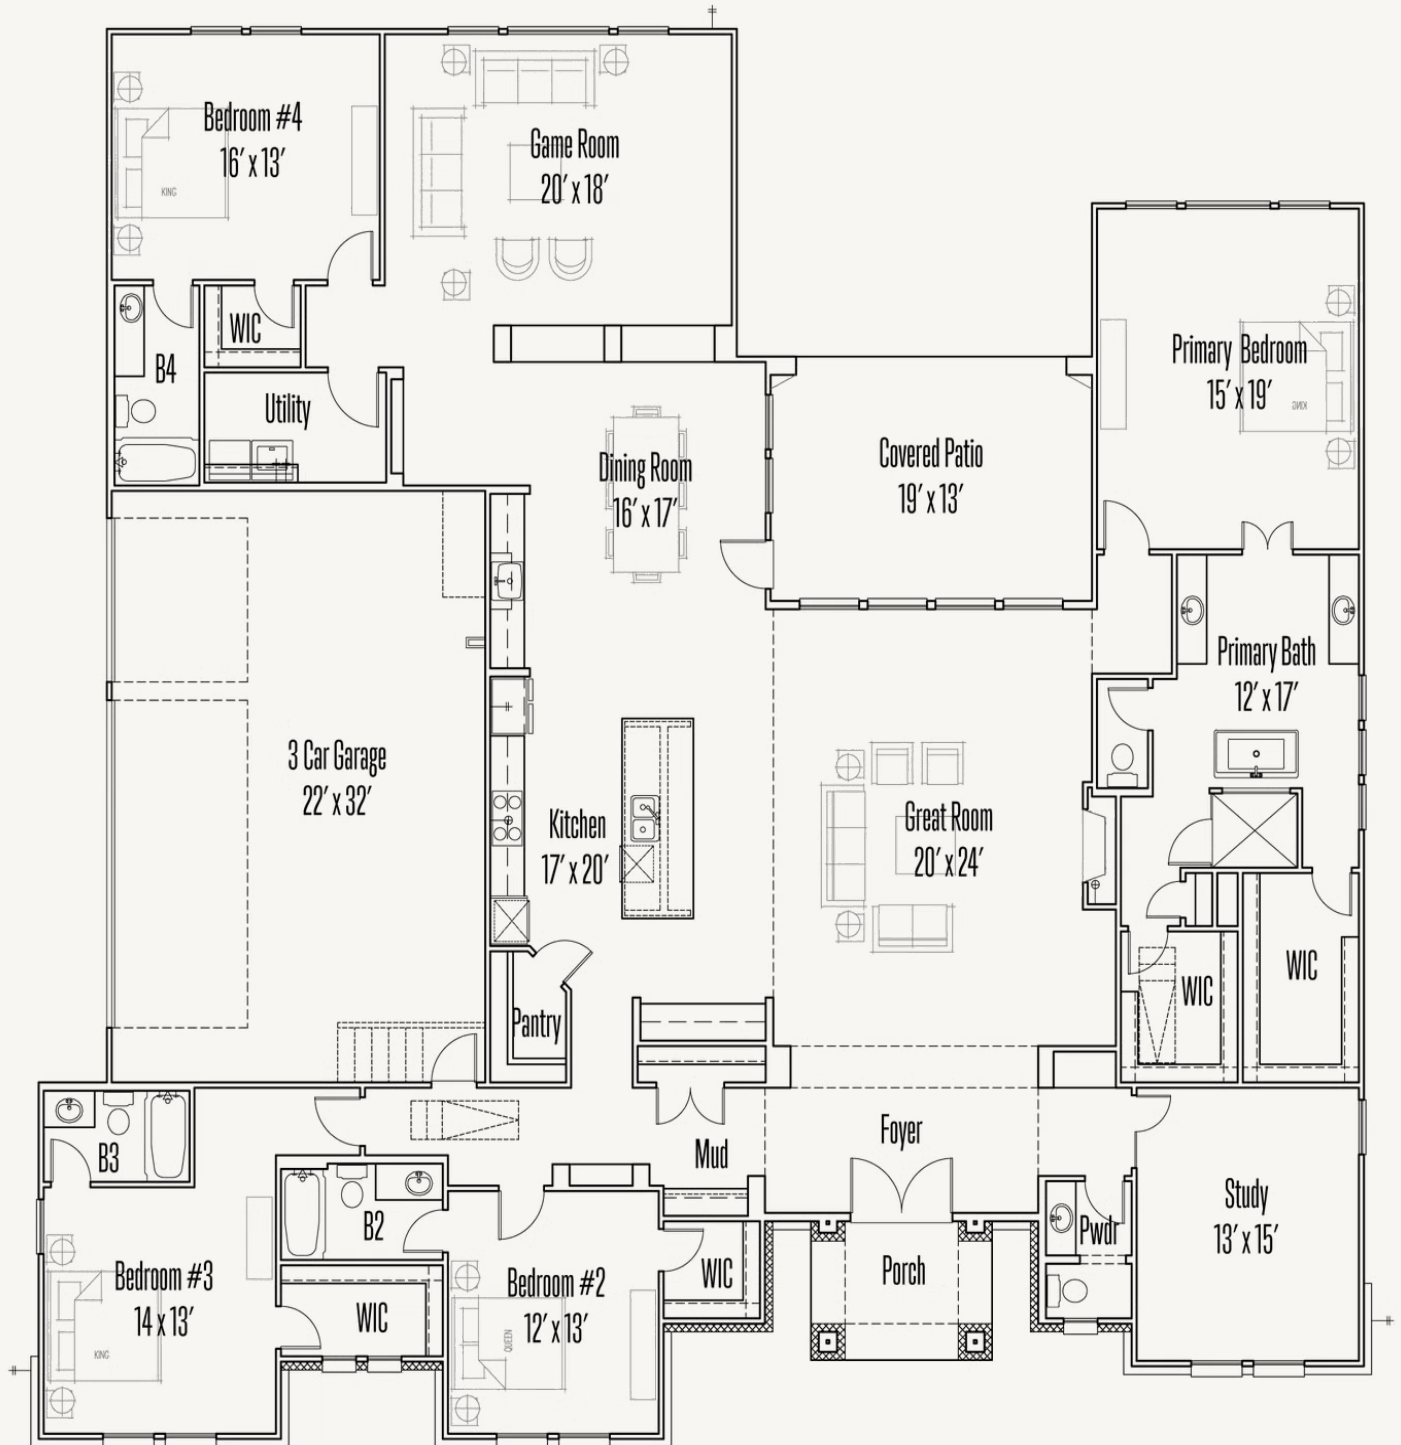 Bedroom #4
16' x 13'
KING
Game Room
20' x 18'
WIC
B4
Utility
Primary Bedroom
15' x 19'
KING
Dining Room
16' x 17'
Covered Patio
19' x 13'
Primary Bath
12' x 17'
3 Car Garage
22' x 32'
Kitchen
17' x 20'
Great Room
20' x 24'
WIC
WIC
Pantry
B3
Mud
Foyer
B2
Pwdr
Study
13' x 15'
Bedroom #3
14 x 13'
KING
WIC
Bedroom #2
12' x 13'
QUEEN
WIC
Porch